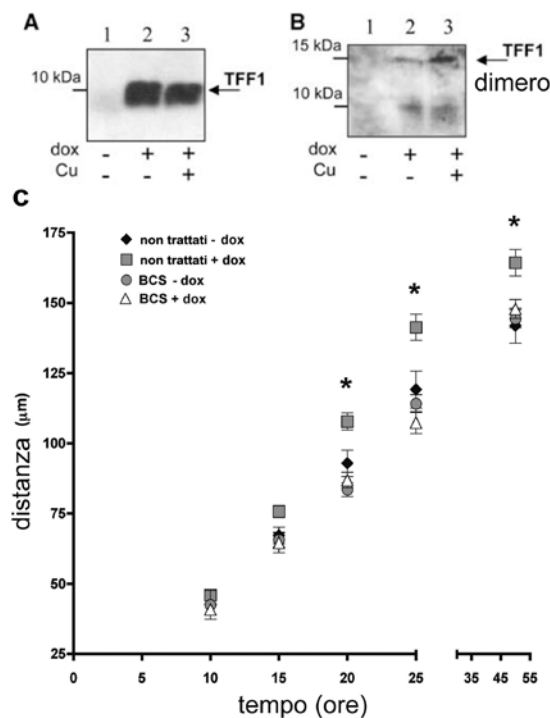 A
1 2 3
10 kDa
TFF1
dox - + +
Cu - - +
B
1 2 3
15 kDa
TFF1
dimero
10 kDa
dox - + +
Cu - - +
C
175
150
125
100
75
50
25
distanza (µm)
non trattati - dox
non trattati + dox
BCS - dox
BCS + dox
*
*
*
0 5 10 15 20 25 35 45 55
tempo (ore)